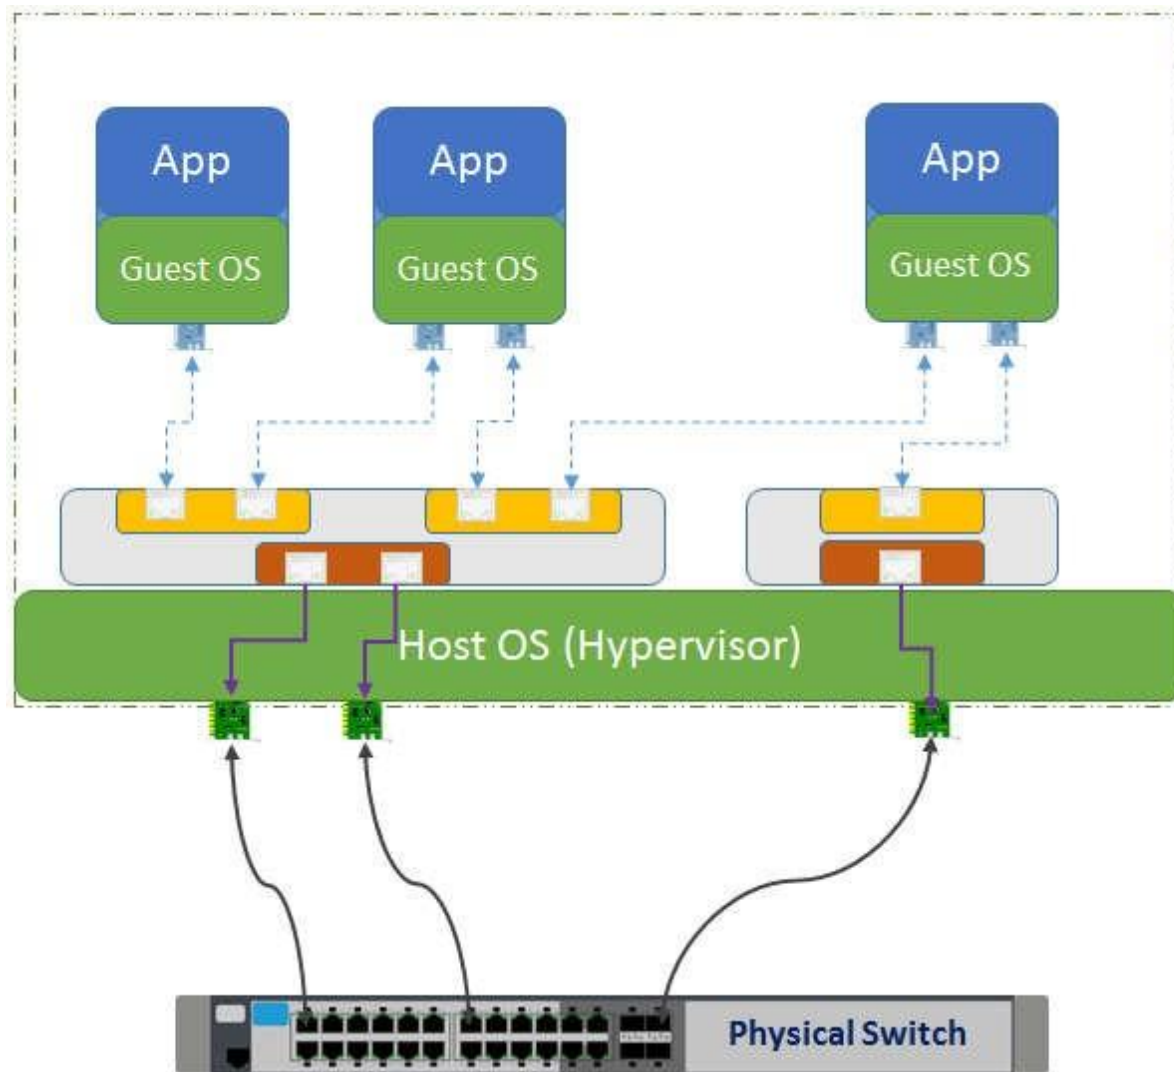 App
App
App
Guest OS
Guest OS
Guest OS
Host OS (Hypervisor)
Physical Switch